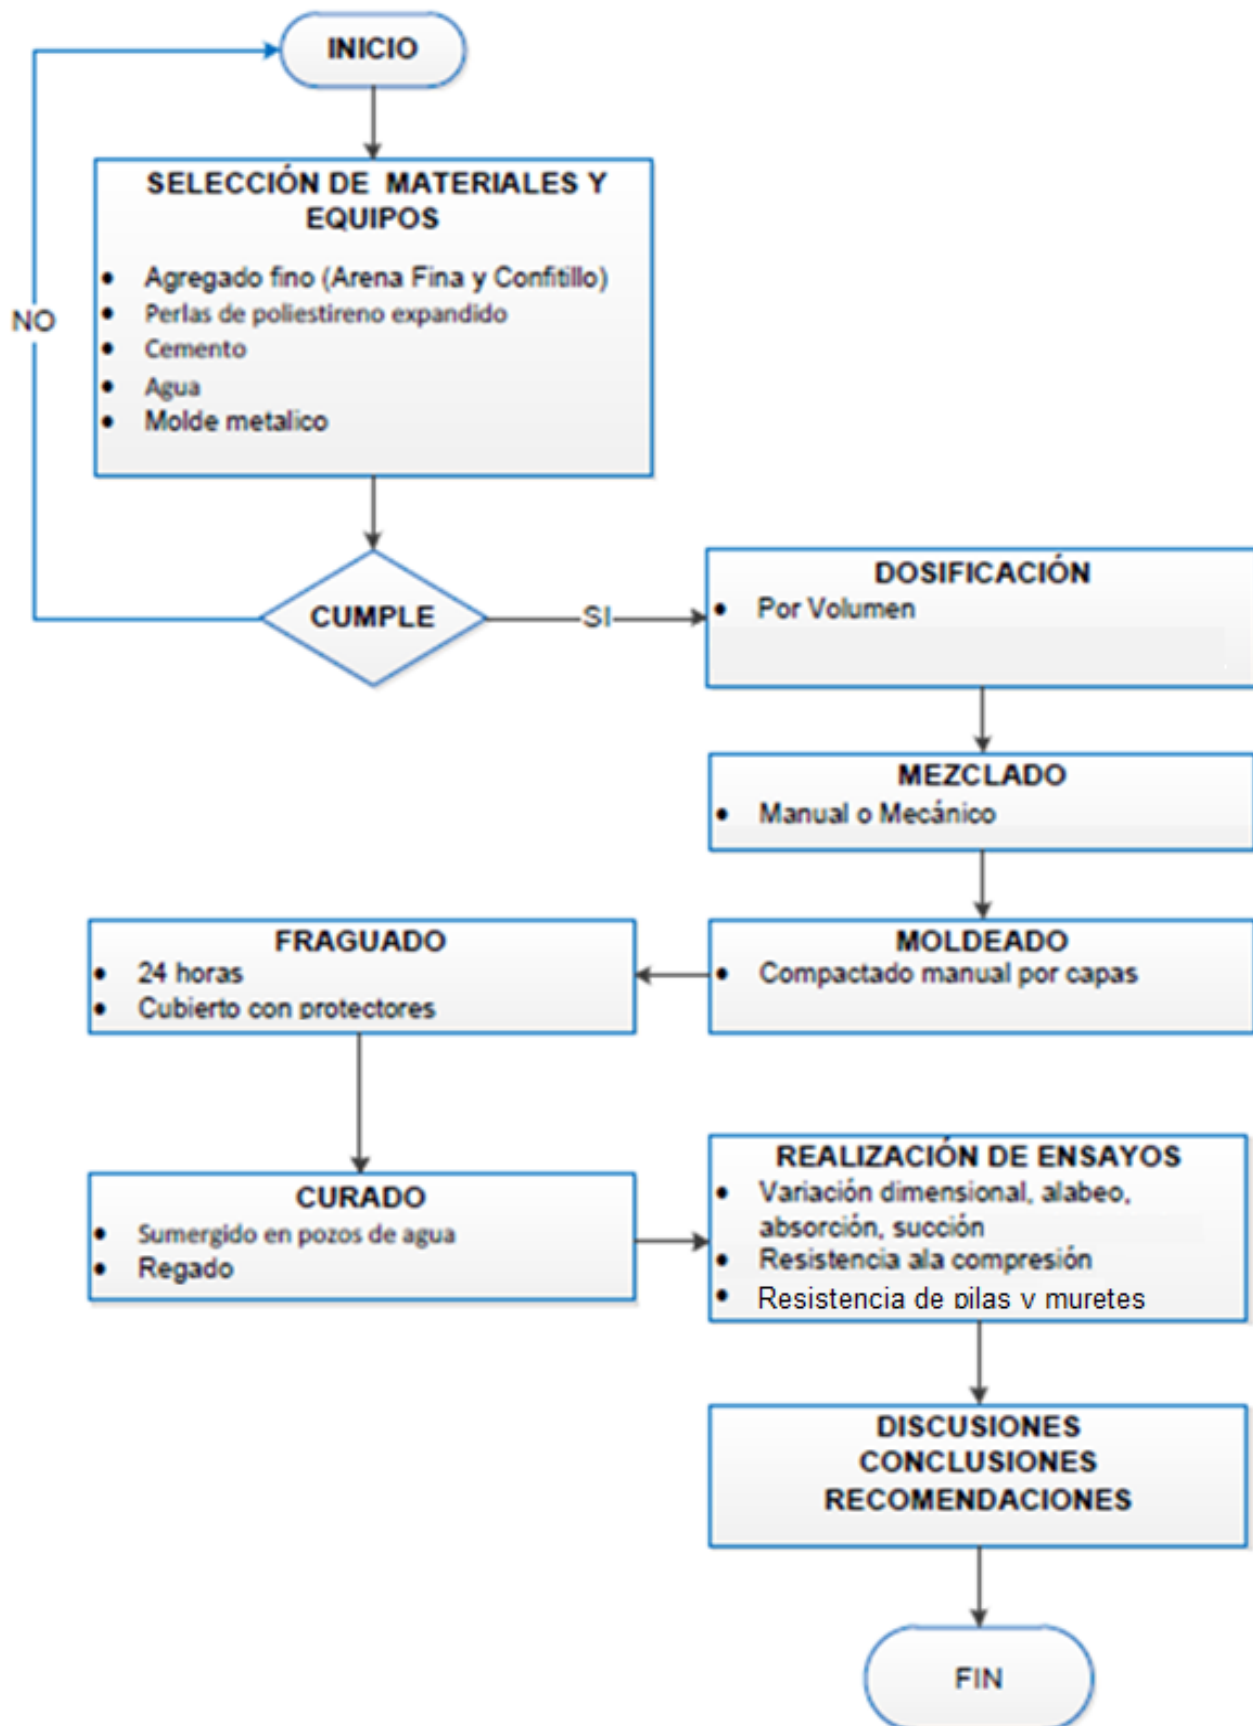 INICIO
SELECCIÓN DE MATERIALES Y
EQUIPOS
• Agregado fino (Arena Fina y Confitillo)
• Perlas de poliestireno expandido
• Cemento
• Agua
• Molde metalico
NO
CUMPLE
SI
DOSIFICACIÓN
• Por Volumen
MEZCLADO
• Manual o Mecánico
MOLDEADO
• Compactado manual por capas
FRAGUADO
• 24 horas
• Cubierto con protectores
CURADO
• Sumergido en pozos de agua
• Regado
REALIZACIÓN DE ENSAYOS
• Variación dimensional, alabeo,
absorción, succión
• Resistencia ala compresión
• Resistencia de pilas y muretes
DISCUSIONES
CONCLUSIONES
RECOMENDACIONES
FIN